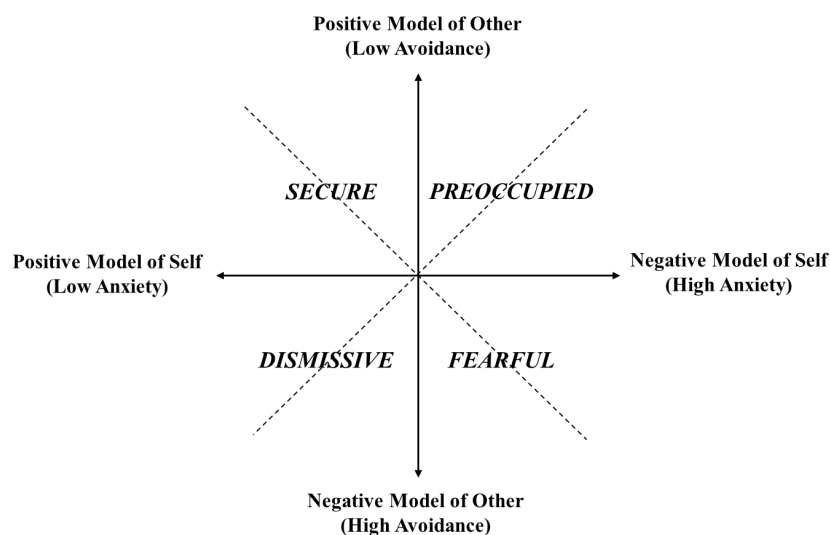 Positive Model of Other
(Low Avoidance)
SECURE
PREOCCUPIED
Positive Model of Self
(Low Anxiety)
Negative Model of Self
(High Anxiety)
DISMISSIVE
FEARFUL
Negative Model of Other
(High Avoidance)